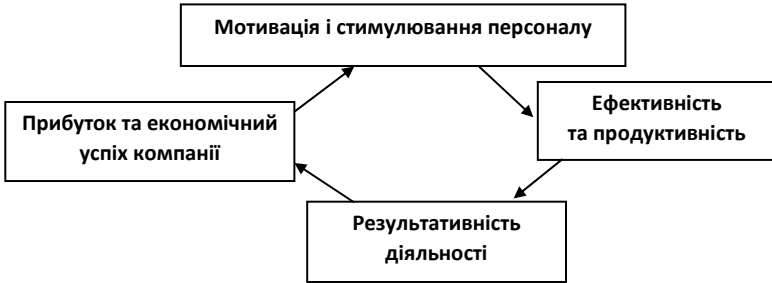 Мотивація і стимулювання персоналу
Ефективність
та продуктивність
Прибуток та економічний
успіх компанії
Результативність
діяльності